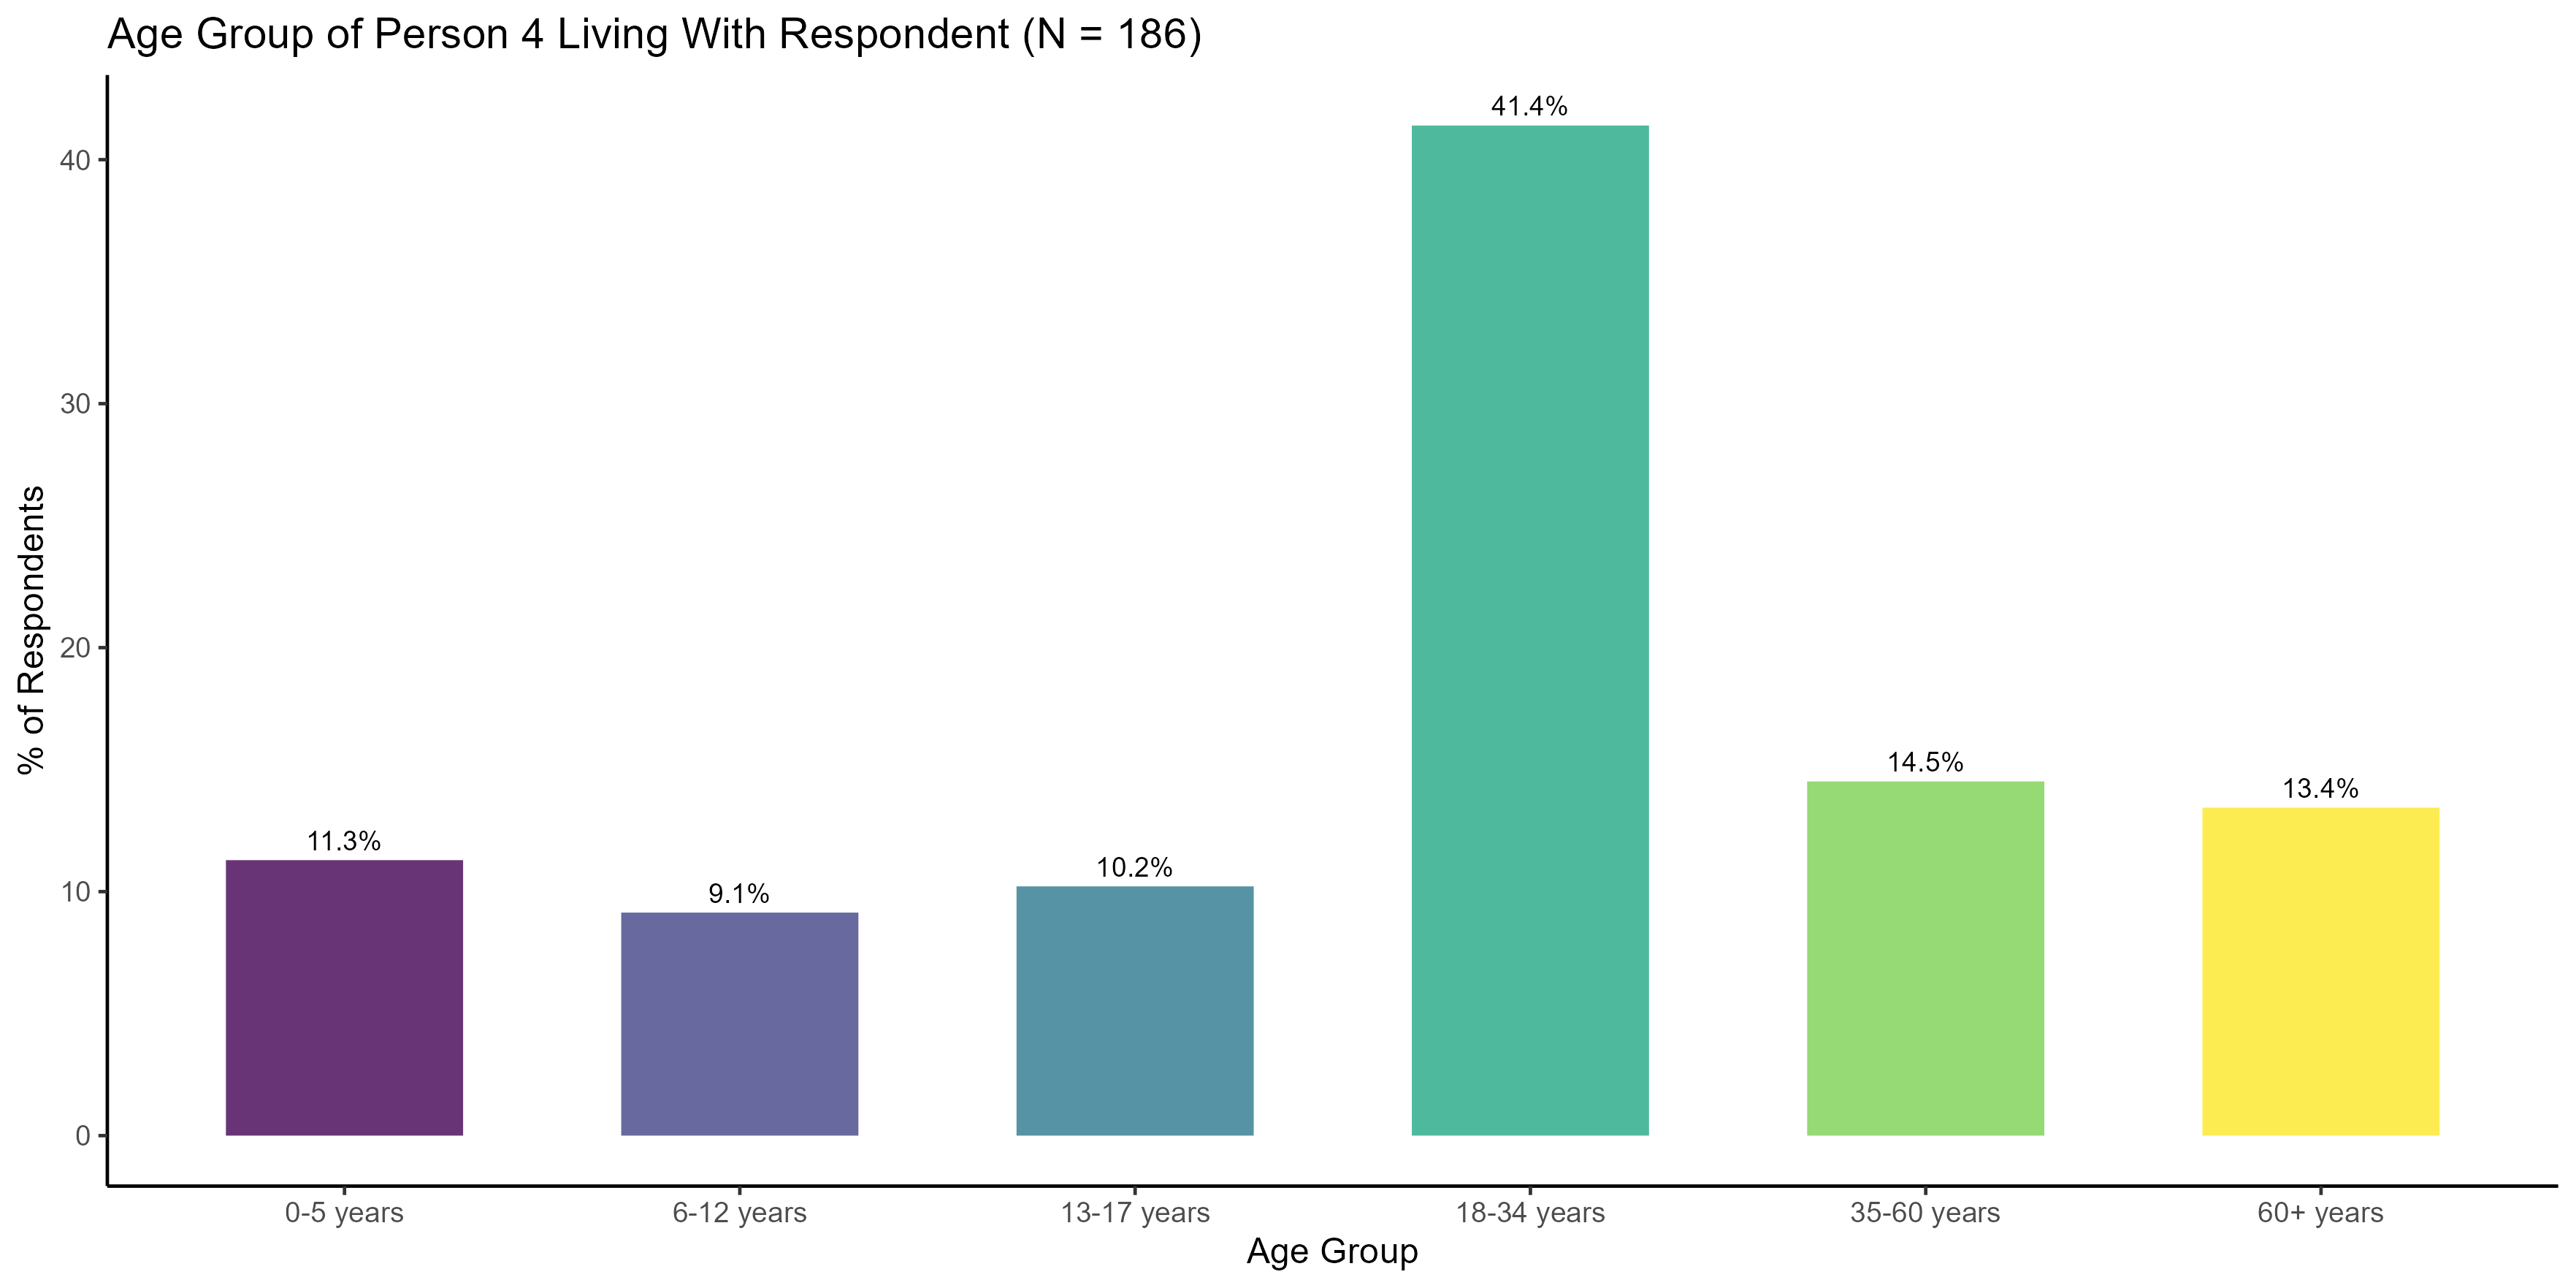 Age Group of Person 4 Living With Respondent (N = 186)
% of Respondents
40
30
20
10
0
11.3%
9.1%
10.2%
41.4%
14.5%
13.4%
0-5 years
6-12 years
13-17 years
18-34 years
35-60 years
60+ years
Age Group